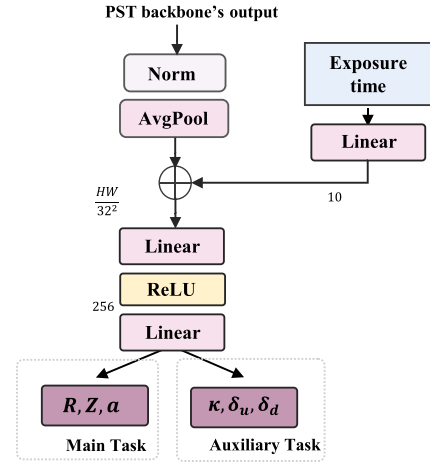 PST backbone's output
Norm
Exposure
time
AvgPool
Linear
HW
32²
10
Linear
ReLU
256
Linear
R, Z, a
κ, δᵤ, δ_d
Main Task
Auxiliary Task